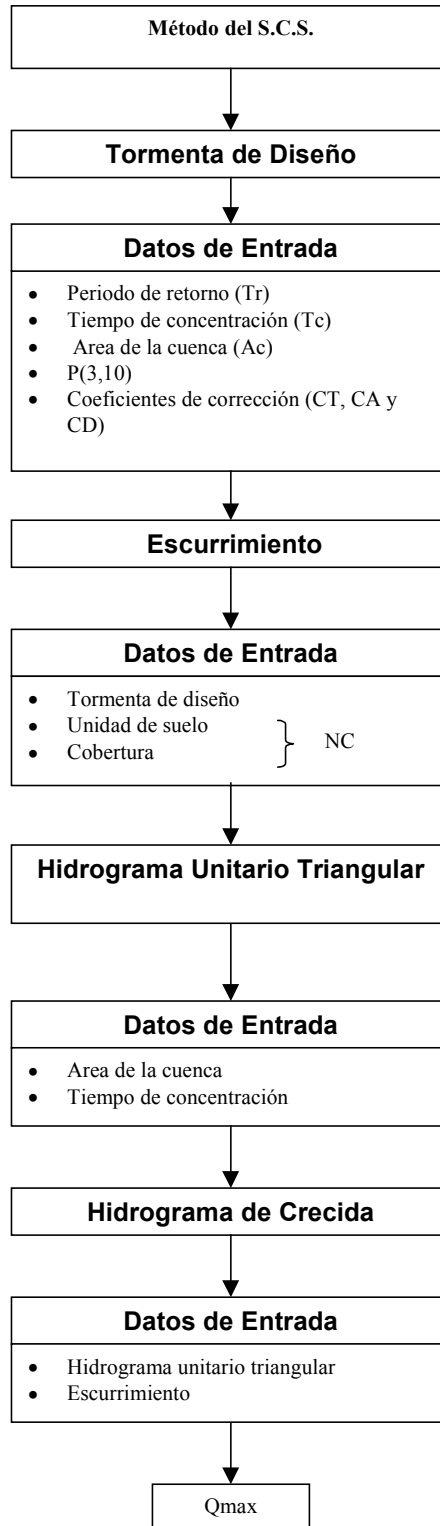 Método del S.C.S.
Tormenta de Diseño
Datos de Entrada
• Periodo de retorno (Tr)
• Tiempo de concentración (Tc)
• Area de la cuenca (Ac)
• P(3,10)
• Coeficientes de corrección (CT, CA y
CD)
Escurrimiento
Datos de Entrada
• Tormenta de diseño
• Unidad de suelo
• Cobertura
NC
Hidrograma Unitario Triangular
Datos de Entrada
• Area de la cuenca
• Tiempo de concentración
Hidrograma de Crecida
Datos de Entrada
• Hidrograma unitario triangular
• Escurrimiento
Qmax